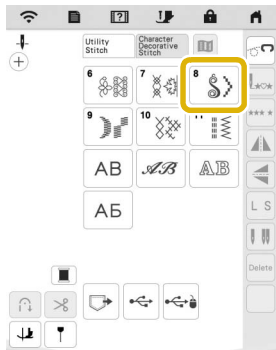 Utility
Stitch
Character
Decorative
Stitch
6
7
8
9
10
11
AB
AB
AB
АБ
L S
Delete